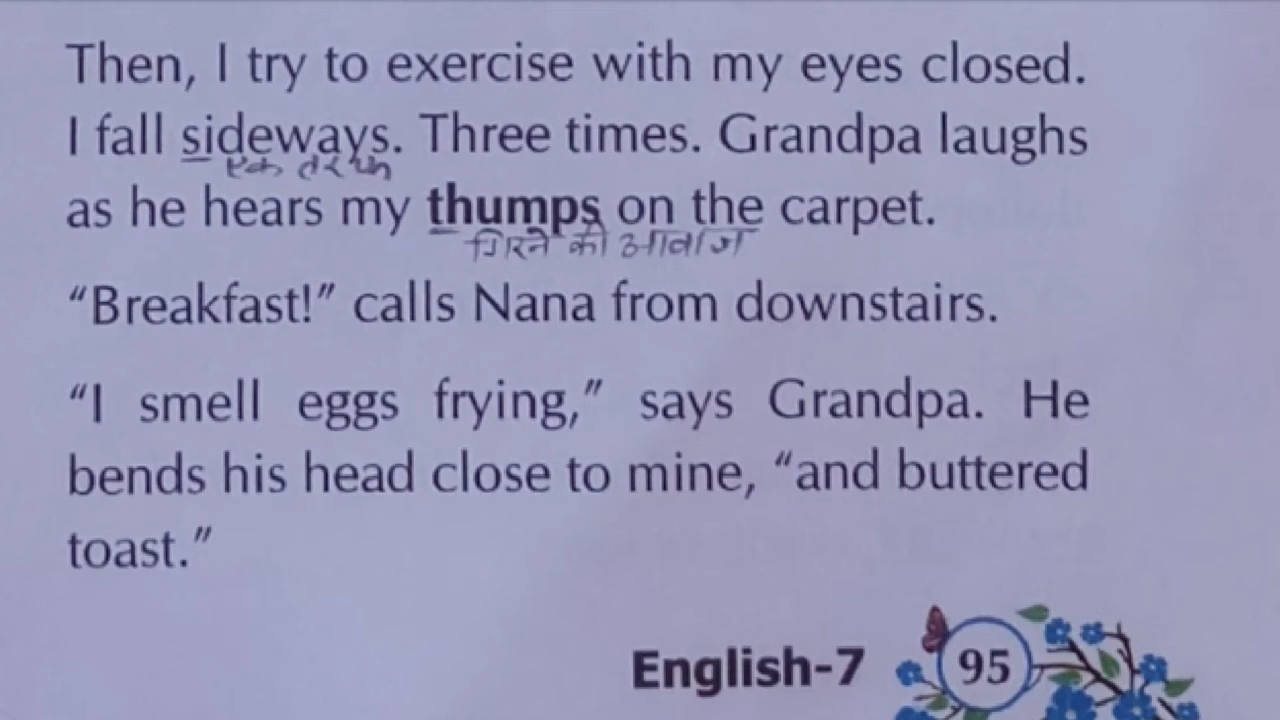 Then, I try to exercise with my eyes closed.
I fall sideways. Three times. Grandpa laughs
एक तरफ
as he hears my thumps on the carpet.
गिरने की आवाज
“Breakfast!” calls Nana from downstairs.
“I smell eggs frying,” says Grandpa. He
bends his head close to mine, “and buttered
toast.”
English-7 95